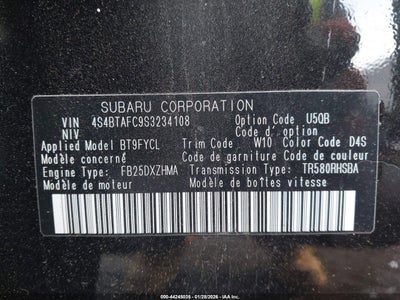 SUBARU CORPORATION
VIN 4S4BTAFC9S3234108 Option Code U5QB
NIV Code d'option
Applied Model BT9FYCL Trim Code W10 Color Code D4S
Modèle concerné Code de garniture Code de couleur
Engine Type FB25DXZHMA Transmission Type TR580RHSBA
Modèle de moteur Modèle de boîtes vitesse
000-44245035 - 01/28/2026 - IAA